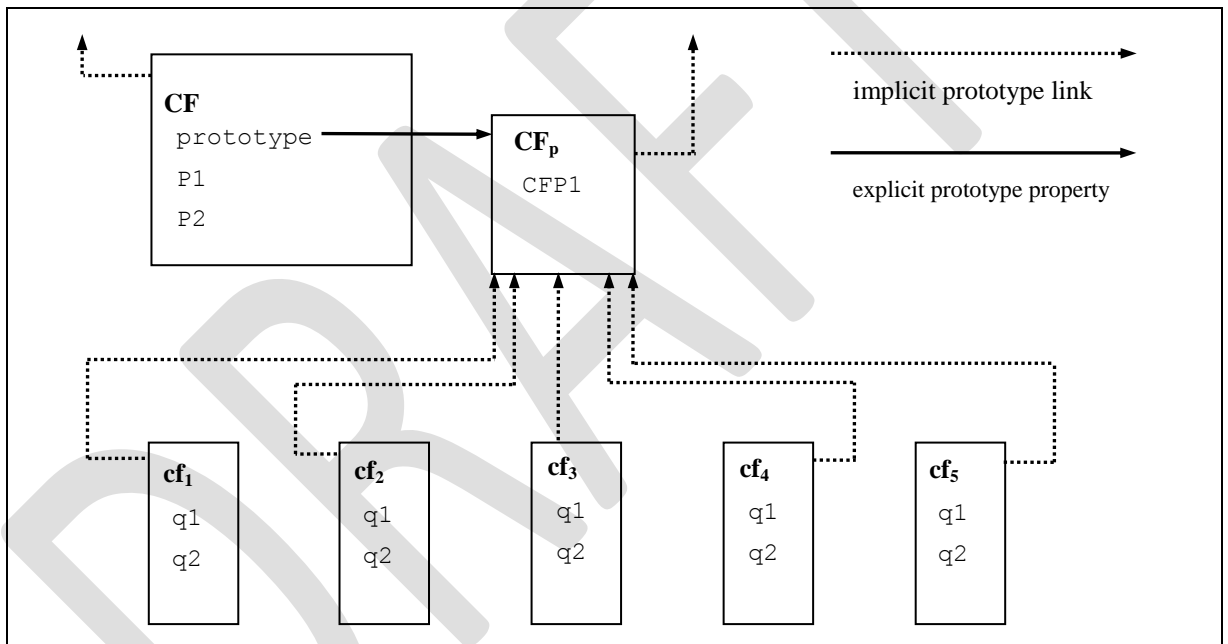 CF
prototype
P1
P2
CFp
CFP1
implicit prototype link
explicit prototype property
cf1
q1
q2
cf2
q1
q2
cf3
q1
q2
cf4
q1
q2
cf5
q1
q2
DRAFT